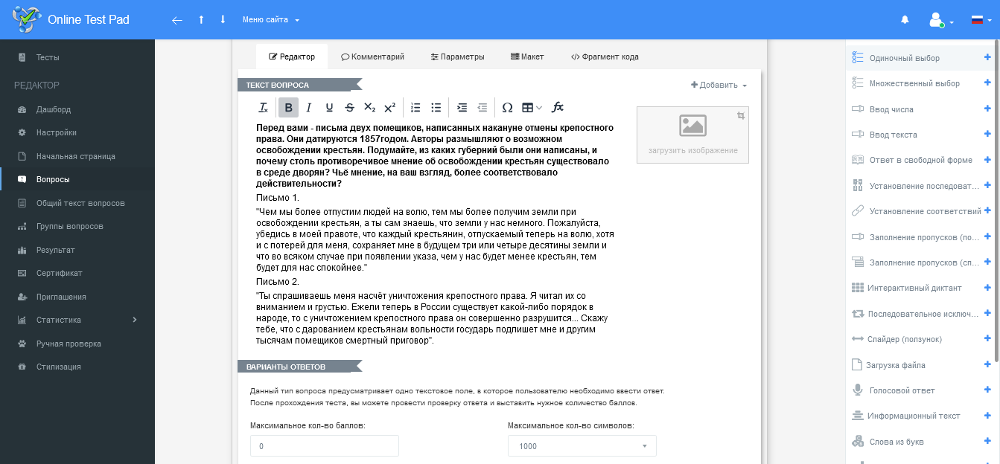 Online Test Pad
Меню сайта
Тесты
РЕДАКТОР
Дашборд
Настройки
Начальная страница
Вопросы
Общий текст вопросов
Группы вопросов
Результат
Сертификат
Приглашения
Статистика
Ручная проверка
Стилизация
Редактор
Комментарий
Параметры
Макет
Фрагмент кода
ТЕКСТ ВОПРОСА
Добавить
загрузить изображение
Перед вами - письма двух помещиков, написанных накануне отмены крепостного
права. Они датируются 1857годом. Авторы размышляют о возможном
освобождении крестьян. Подумайте, из каких губерний были они написаны, и
почему столь противоречивое мнение об освобождении крестьян существовало
в среде дворян? Чьё мнение, на ваш взгляд, более соответствовало
действительности?
Письмо 1.
"Чем мы более отпустим людей на волю, тем мы более получим земли при
освобождении крестьян, а ты сам знаешь, что земли у нас немного. Пожалуйста,
убедись в моей правоте, что каждый крестьянин, отпускаемый теперь на волю, хотя
и с потерей для меня, сохраняет мне в будущем три или четыре десятины земли и
что во всяком случае при появлении указа, чем у нас будет менее крестьян, тем
будет для нас спокойнее."
Письмо 2.
"Ты спрашиваешь меня насчёт уничтожения крепостного права. Я читал их со
вниманием и грустью. Ежели теперь в России существует какой-либо порядок в
народе, то с уничтожением крепостного права он совершенно разрушится... Скажу
тебе, что с дарованием крестьянам вольности государь подпишет мне и другим
тысячам помещиков смертный приговор".
ВАРИАНТЫ ОТВЕТОВ
Данный тип вопроса предусматривает одно текстовое поле, в которое пользователю необходимо ввести ответ.
После прохождения теста, вы можете провести проверку ответа и выставить нужное количество баллов.
Максимальное кол-во баллов:
Максимальное кол-во символов:
0
1000
Одиночный выбор
Множественный выбор
Ввод числа
Ввод текста
Ответ в свободной форме
Установление последоват...
Установление соответствий
Заполнение пропусков (по...
Заполнение пропусков (сп...
Интерактивный диктант
Последовательное исключ...
Слайдер (ползунок)
Загрузка файла
Голосовой ответ
Информационный текст
Слова из букв